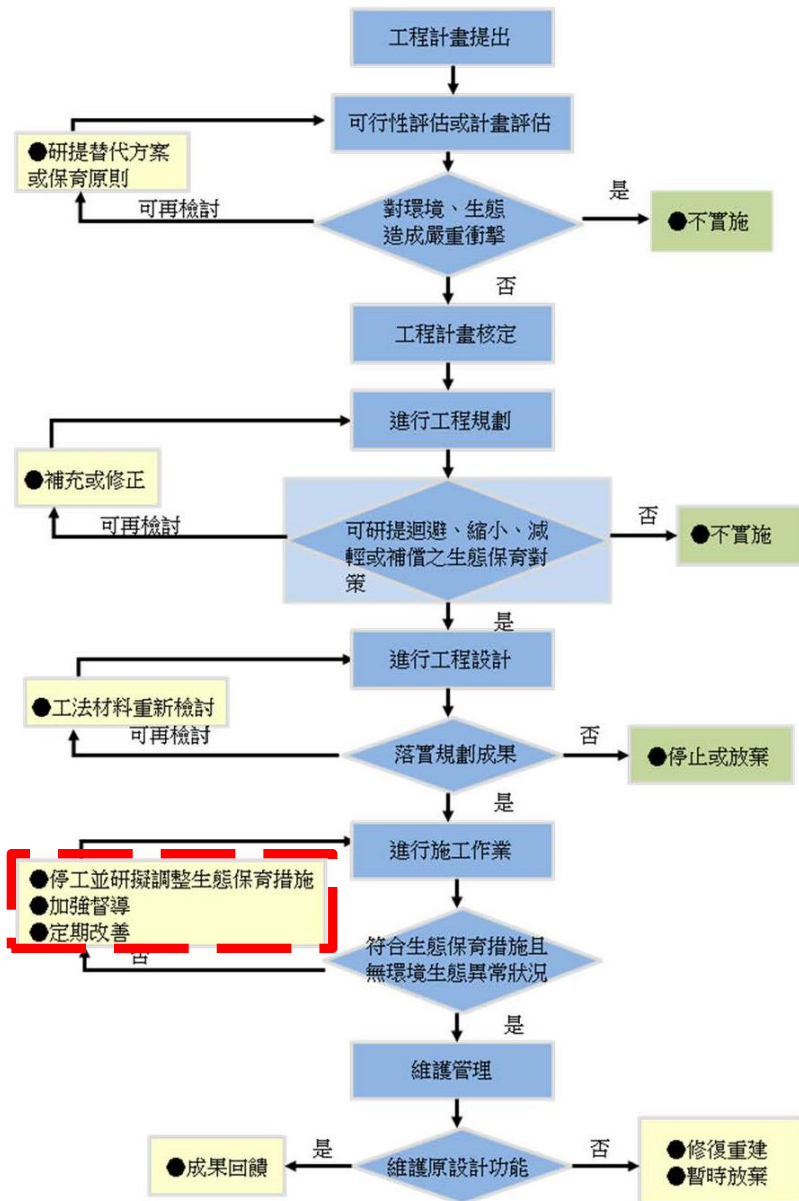 工程計畫提出
可行性評估或計畫評估
●研提替代方案
或保育原則
可再檢討
對環境、生態
造成嚴重衝擊
是
●不實施
否
工程計畫核定
進行工程規劃
●補充或修正
可再檢討
可研提迴避、縮小、減
輕或補償之生態保育對
策
否
●不實施
是
進行工程設計
●工法材料重新檢討
可再檢討
落實規劃成果
否
●停止或放棄
是
進行施工作業
●停工並研擬調整生態保育措施
●加強督導
●定期改善
否
符合生態保育措施且
無環境生態異常狀況
是
維護管理
●成果回饋
是
維護原設計功能
否
●修復重建
●暫時放棄